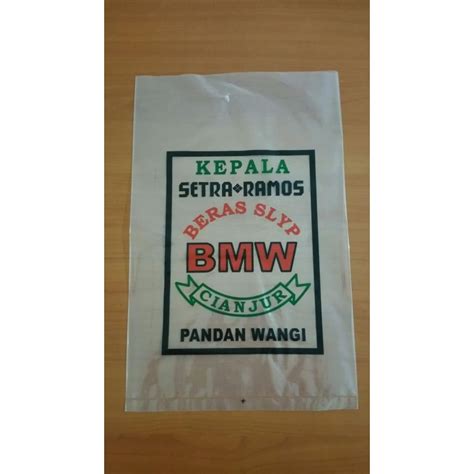 KEPALA
SETRA◆RAMOS
BERAS SLYP
BMW
CIANJUR
PANDAN WANGI